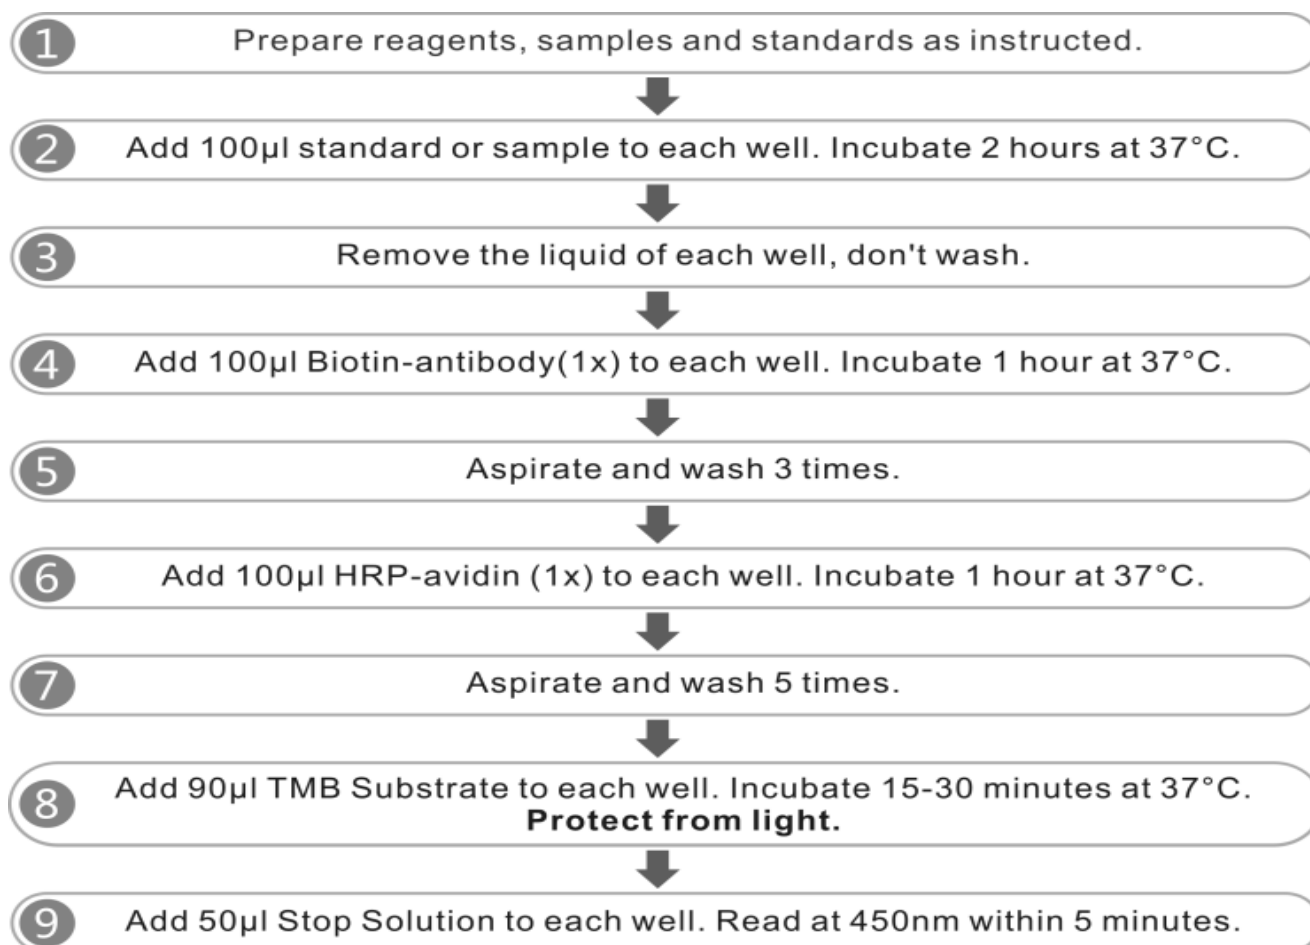 1 Prepare reagents, samples and standards as instructed.
2 Add 100µl standard or sample to each well. Incubate 2 hours at 37°C.
3 Remove the liquid of each well, don't wash.
4 Add 100µl Biotin-antibody(1x) to each well. Incubate 1 hour at 37°C.
5 Aspirate and wash 3 times.
6 Add 100µl HRP-avidin (1x) to each well. Incubate 1 hour at 37°C.
7 Aspirate and wash 5 times.
8 Add 90µl TMB Substrate to each well. Incubate 15-30 minutes at 37°C.
Protect from light.
9 Add 50µl Stop Solution to each well. Read at 450nm within 5 minutes.